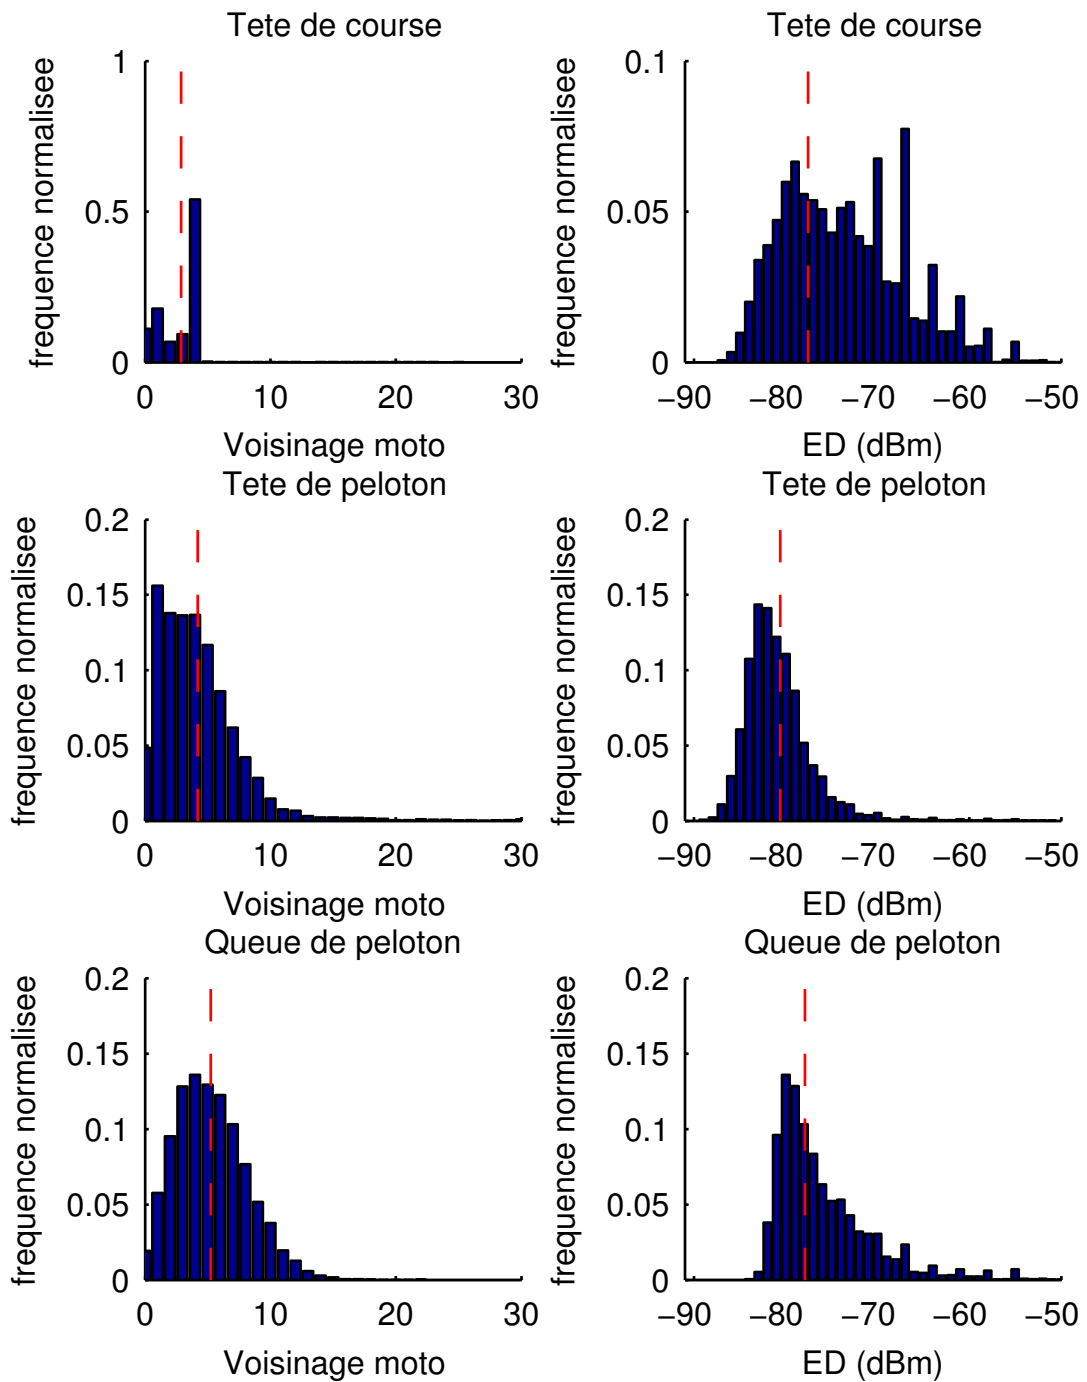 Tete de course
frequence normalisee
1
0.5
0
0 10 20 30
Voisinage moto
Tete de course
frequence normalisee
0.1
0.05
0
−90 −80 −70 −60 −50
ED (dBm)
Tete de peloton
frequence normalisee
0.2
0.15
0.1
0.05
0
0 10 20 30
Voisinage moto
Tete de peloton
frequence normalisee
0.2
0.15
0.1
0.05
0
−90 −80 −70 −60 −50
ED (dBm)
Queue de peloton
frequence normalisee
0.2
0.15
0.1
0.05
0
0 10 20 30
Voisinage moto
Queue de peloton
frequence normalisee
0.2
0.15
0.1
0.05
0
−90 −80 −70 −60 −50
ED (dBm)